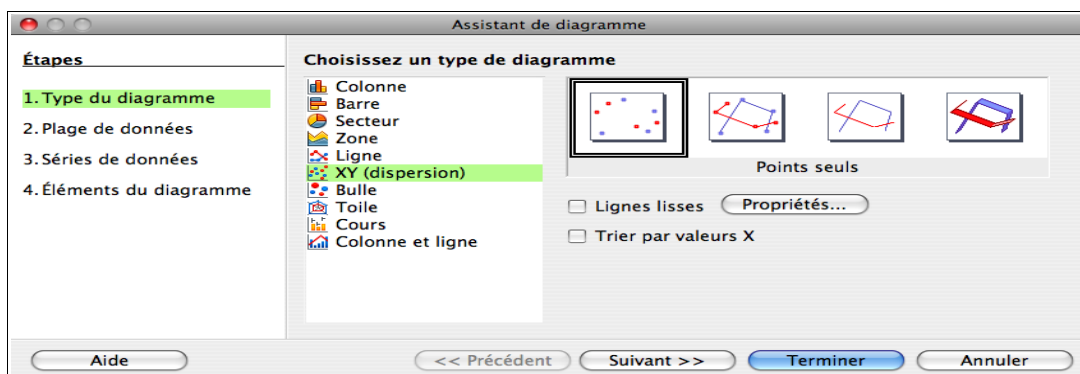 Assistant de diagramme
Étapes
1. Type du diagramme
2. Plage de données
3. Séries de données
4. Éléments du diagramme
Choisissez un type de diagramme
Colonne
Barre
Secteur
Zone
Ligne
XY (dispersion)
Bulle
Toile
Cours
Colonne et ligne
Points seuls
Lignes lisses
Propriétés...
Trier par valeurs X
Aide
<< Précédent
Suivant >>
Terminer
Annuler